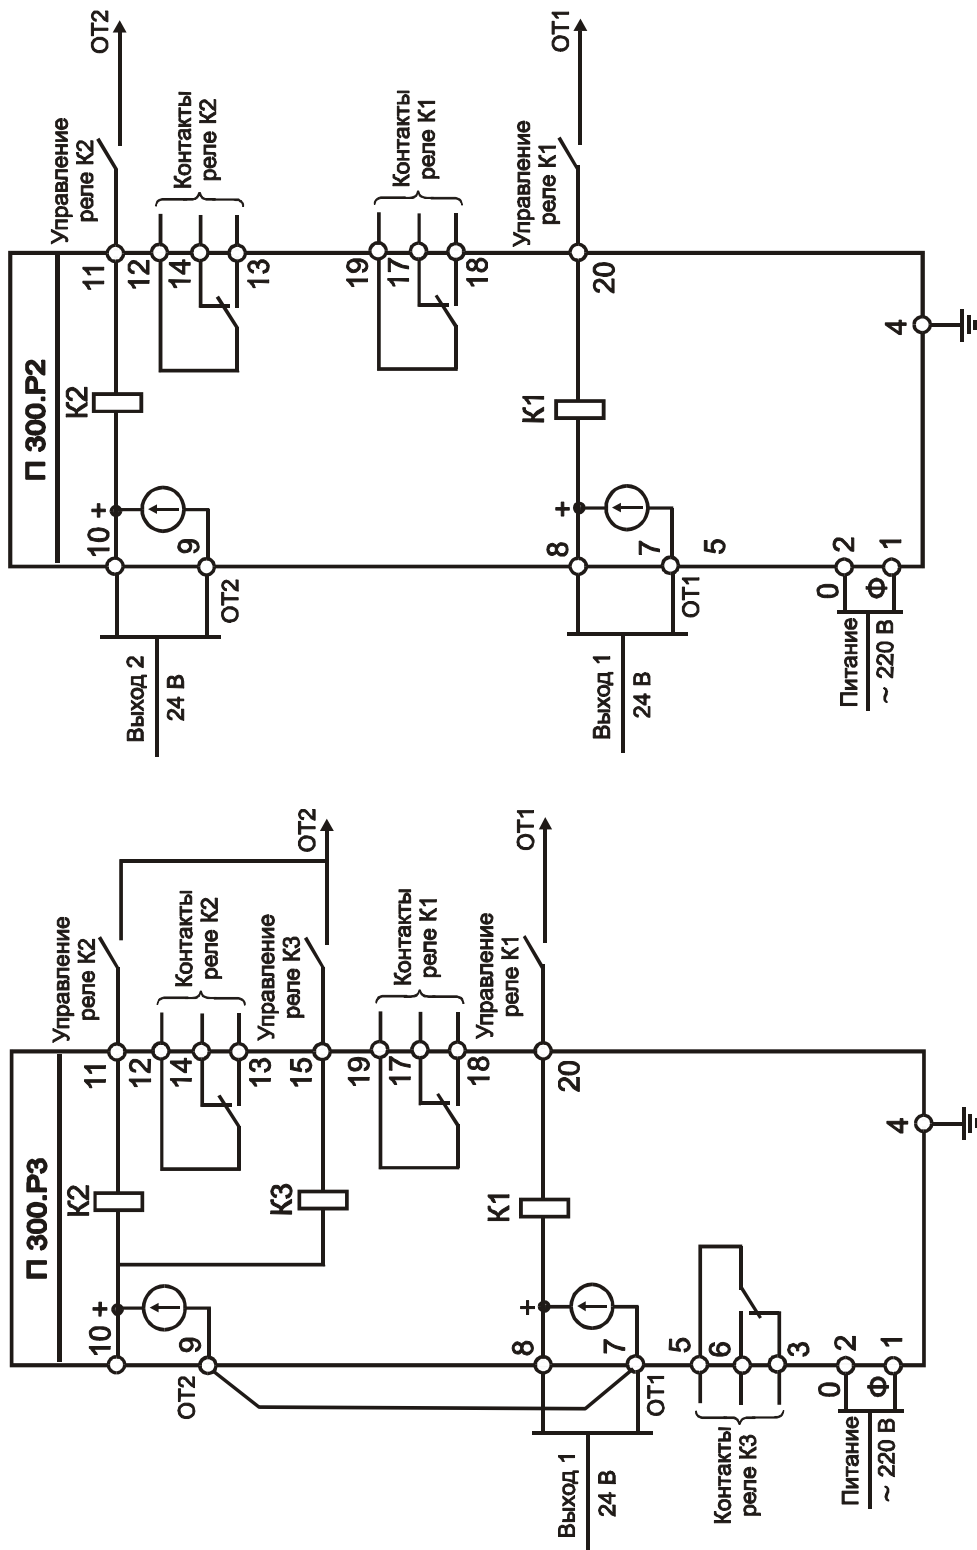 П 300.Р3
10
+
К2
11
Управление
реле К2
9
ОТ2
12
14
13
Контакты
реле К2
К3
15
Управление
реле К3
ОТ2
19
17
18
Контакты
реле К1
Выход 1
24 В
8
+
К1
20
Управление
реле К1
ОТ1
7
ОТ1
Контакты
реле К3
5
6
3
Питание
~ 220 В
0
2
Ф
1
4
П 300.Р2
Выход 2
24 В
10
+
К2
11
Управление
реле К2
ОТ2
9
ОТ2
12
14
13
Контакты
реле К2
19
17
18
Контакты
реле К1
Выход 1
24 В
8
+
К1
20
Управление
реле К1
ОТ1
7
ОТ1
5
Питание
~ 220 В
0
2
Ф
1
4